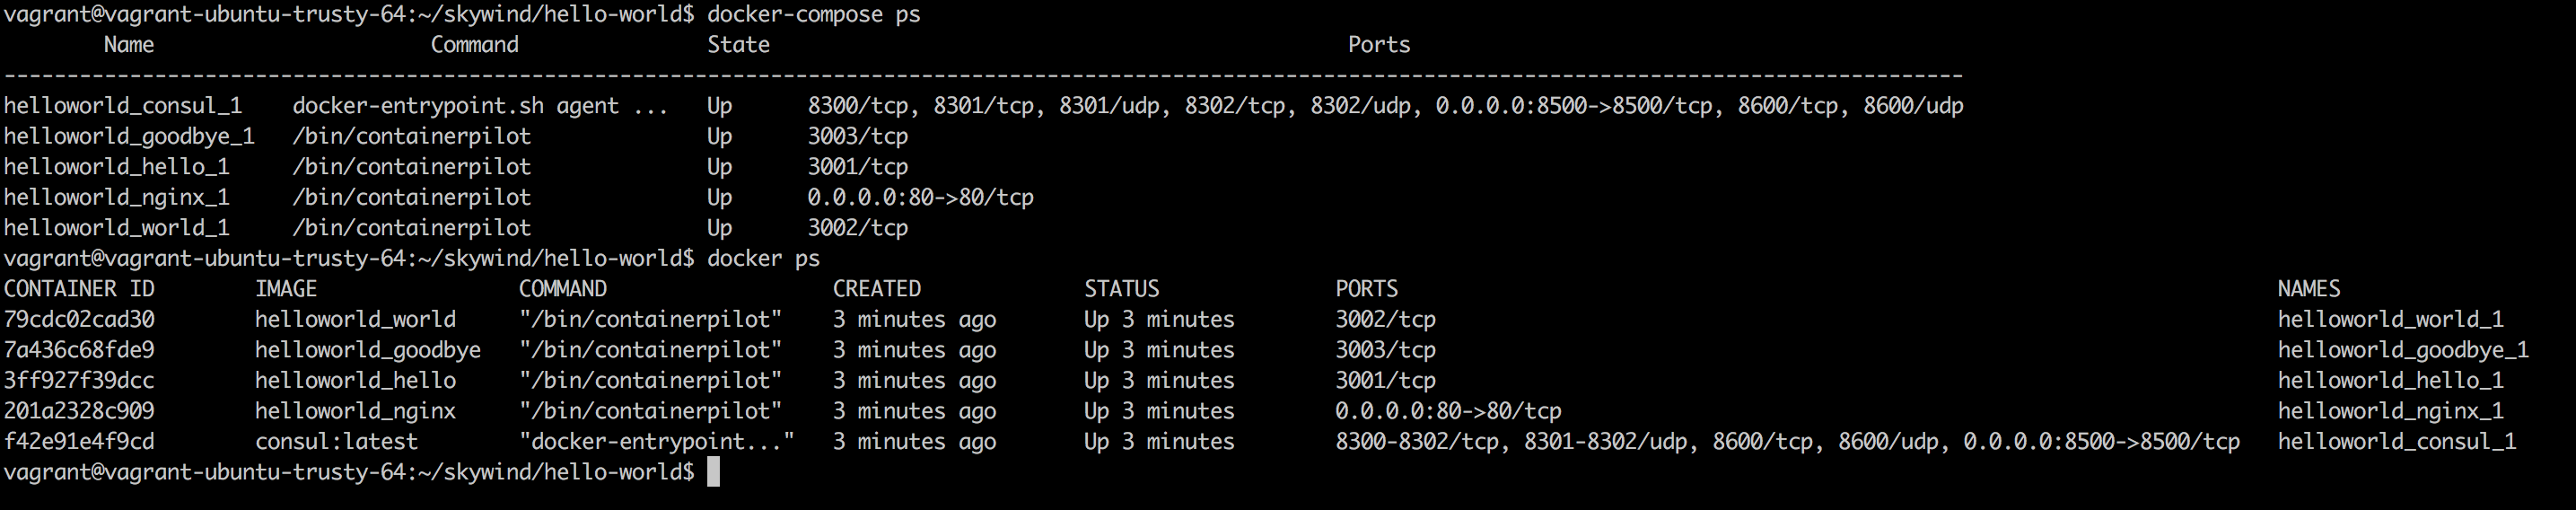 vagrant@vagrant-ubuntu-trusty-64:~/skywind/hello-world$ docker-compose ps
Name Command State Ports
------------------------------------------------------------------------------------------------------------------------------------------------------------
helloworld_consul_1 docker-entrypoint.sh agent ... Up 8300/tcp, 8301/tcp, 8301/udp, 8302/tcp, 8302/udp, 0.0.0.0:8500->8500/tcp, 8600/tcp, 8600/udp
helloworld_goodbye_1 /bin/containerpilot Up 3003/tcp
helloworld_hello_1 /bin/containerpilot Up 3001/tcp
helloworld_nginx_1 /bin/containerpilot Up 0.0.0.0:80->80/tcp
helloworld_world_1 /bin/containerpilot Up 3002/tcp
vagrant@vagrant-ubuntu-trusty-64:~/skywind/hello-world$ docker ps
CONTAINER ID IMAGE COMMAND CREATED STATUS PORTS NAMES
79cdc02cad30 helloworld_world "/bin/containerpilot" 3 minutes ago Up 3 minutes 3002/tcp helloworld_world_1
7a436c68fde9 helloworld_goodbye "/bin/containerpilot" 3 minutes ago Up 3 minutes 3003/tcp helloworld_goodbye_1
3ff927f39dcc helloworld_hello "/bin/containerpilot" 3 minutes ago Up 3 minutes 3001/tcp helloworld_hello_1
201a2328c909 helloworld_nginx "/bin/containerpilot" 3 minutes ago Up 3 minutes 0.0.0.0:80->80/tcp helloworld_nginx_1
f42e91e4f9cd consul:latest "docker-entrypoint..." 3 minutes ago Up 3 minutes 8300-8302/tcp, 8301-8302/udp, 8600/tcp, 8600/udp, 0.0.0.0:8500->8500/tcp helloworld_consul_1
vagrant@vagrant-ubuntu-trusty-64:~/skywind/hello-world$